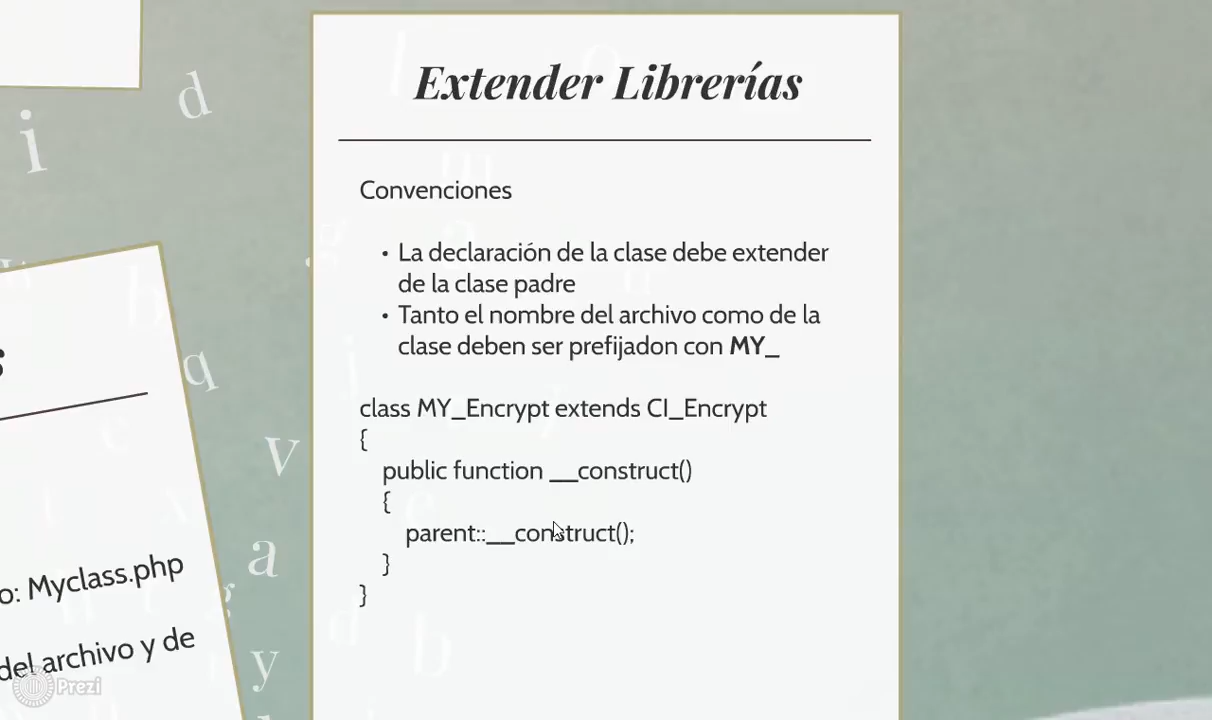 Extender Librerías
Convenciones
• La declaración de la clase debe extender
de la clase padre
• Tanto el nombre del archivo como de la
clase deben ser prefijadon con MY_
class MY_Encrypt extends CI_Encrypt
{
public function __construct()
{
parent::__construct();
}
}
o: Myclass.php
del archivo y de
Prezi